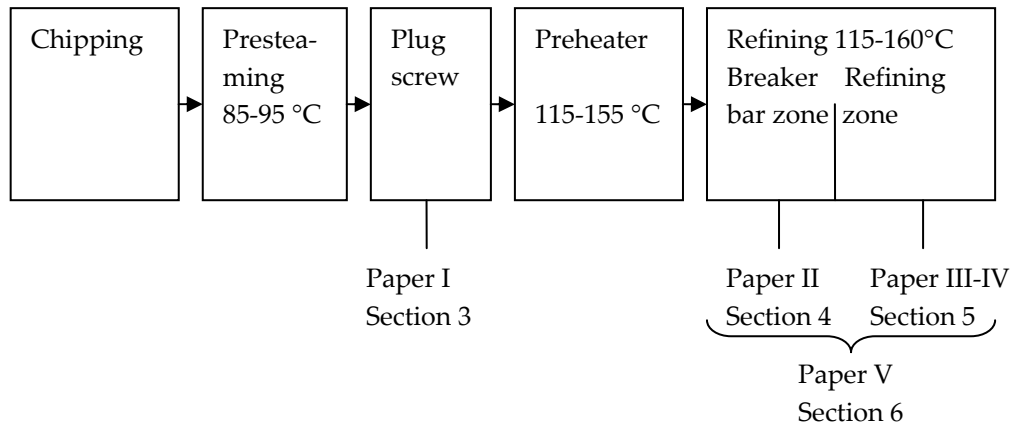 Chipping
Prestea-
ming
85-95 °C
Plug
screw
Preheater
115-155 °C
Refining 115-160°C
Breaker
bar zone
Refining
zone
Paper I
Section 3
Paper II
Section 4
Paper III-IV
Section 5
Paper V
Section 6